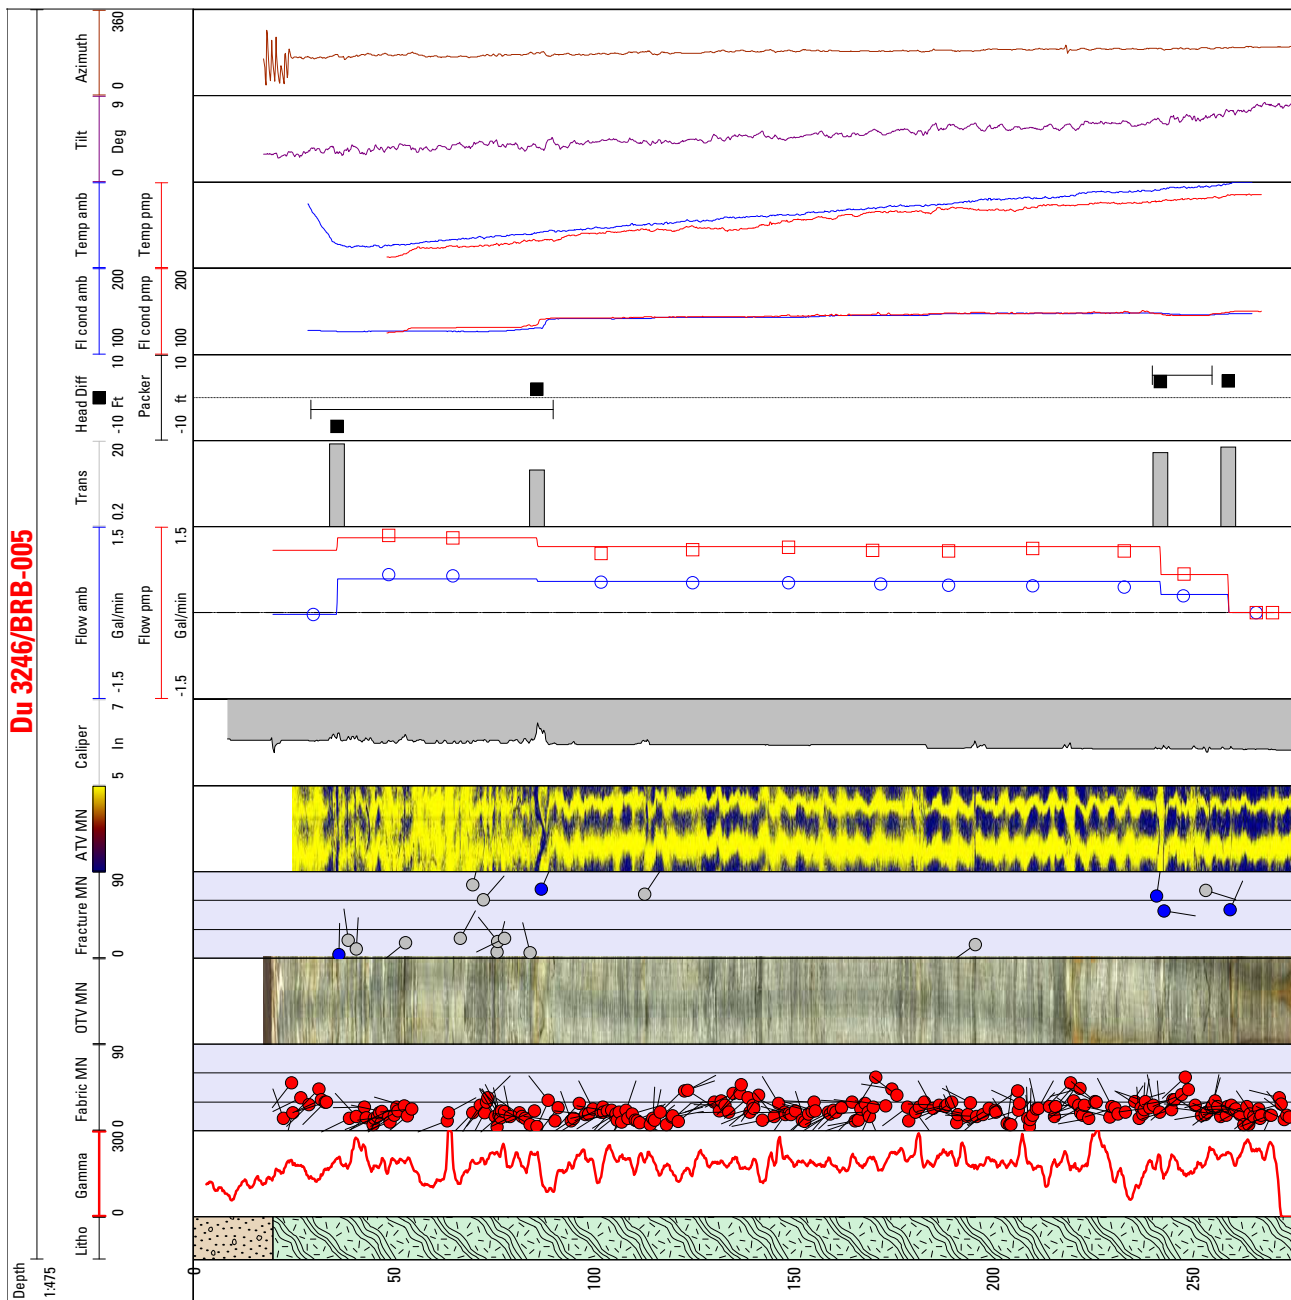 Du 3246/BRB-005
Depth
1:475
Litho
0 Gamma 300
0 Fabric MN 90
OTV MN
0 Fracture MN 90
ATV MN
Caliper
5 In 7
Flow amb
-1.5 Gal/min 1.5
Flow pmp
-1.5 Gal/min 1.5
Trans
0.2 20
Head Diff
-10 Ft 10
Packer
-10 ft 10
Fl cond amb
100 200
Fl cond pmp
100 200
Temp amb
Temp pmp
Tilt
0 Deg 9
Azimuth
0 360
0
50
100
150
200
250